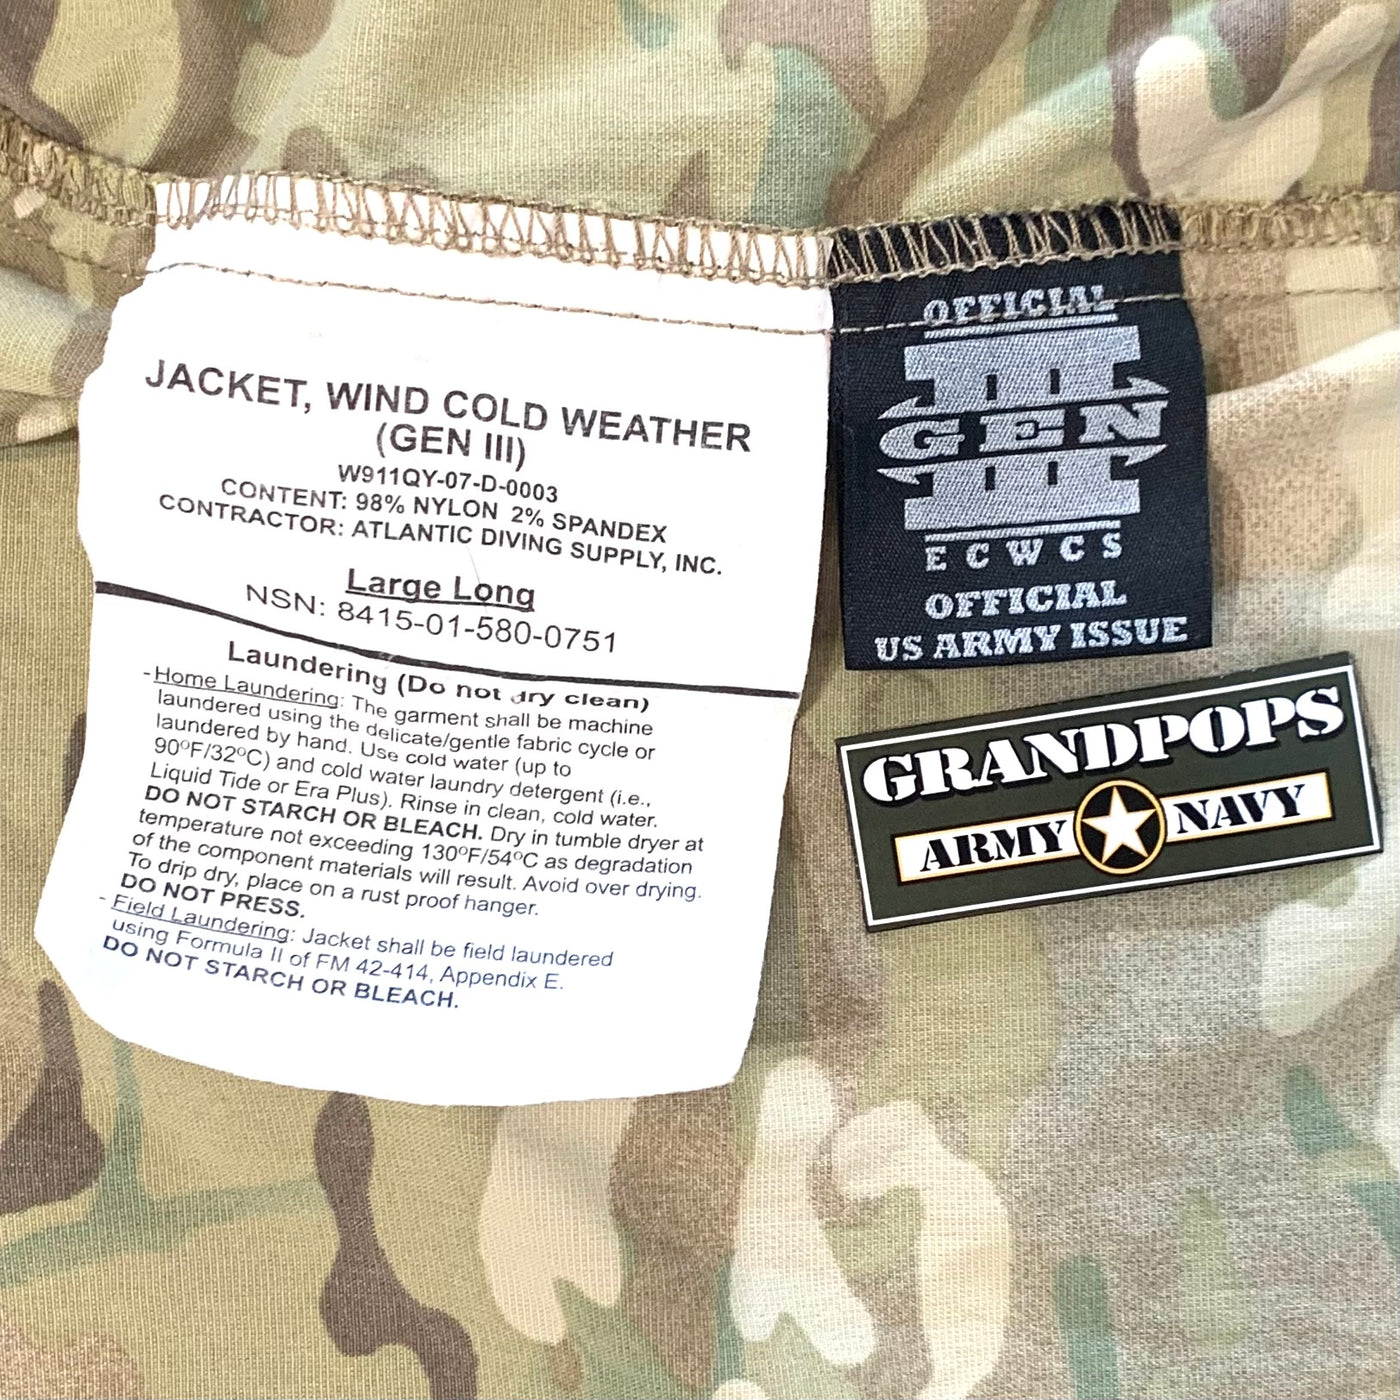 JACKET, WIND COLD WEATHER
(GEN III)
W911QY-07-D-0003
CONTENT: 98% NYLON 2% SPANDEX
CONTRACTOR: ATLANTIC DIVING SUPPLY, INC.
Large Long
NSN: 8415-01-580-0751
Laundering (Do not dry clean)
-Home Laundering: The garment shall be machine
laundered using the delicate/gentle fabric cycle or
laundered by hand. Use cold water (up to
90°F/32°C) and cold water laundry detergent (i.e.,
Liquid Tide or Era Plus). Rinse in clean, cold water.
DO NOT STARCH OR BLEACH. Dry in tumble dryer at
temperature not exceeding 130°F/54°C as degradation
of the component materials will result. Avoid over drying.
To drip dry, place on a rust proof hanger.
DO NOT PRESS.
- Field Laundering: Jacket shall be field laundered
using Formula II of FM 42-414, Appendix E.
DO NOT STARCH OR BLEACH.
OFFICIAL
III
GEN
ECWCS
OFFICIAL
US ARMY ISSUE
GRANDPOPS
ARMY NAVY